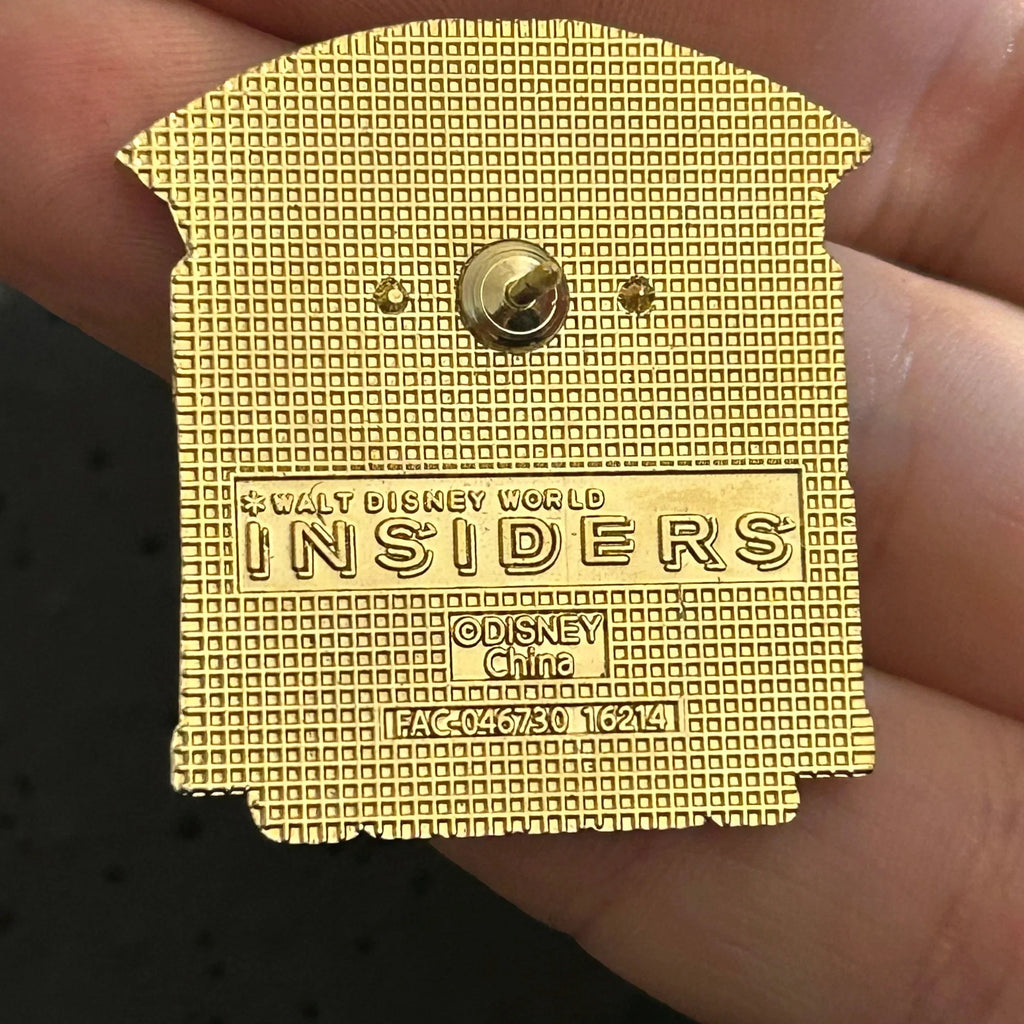 *WALT DISNEY WORLD
INSIDERS
©DISNEY
China
FAC-046730 16214